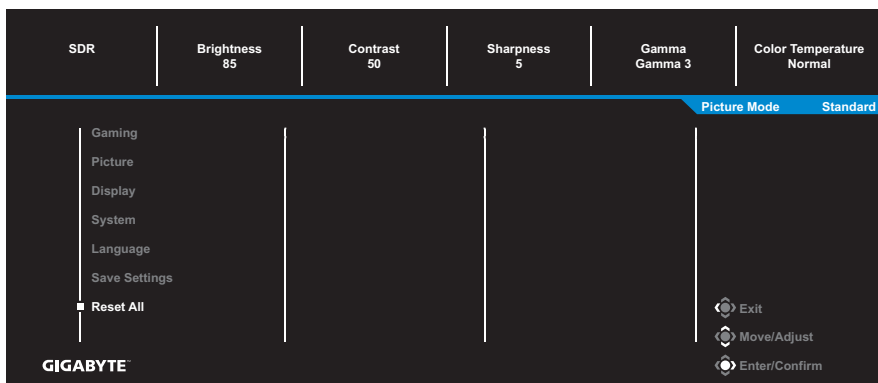 SDR Brightness Contrast Sharpness Gamma Color Temperature
85 50 5 Gamma 3 Normal
Picture Mode Standard
Gaming
Picture
Display
System
Language
Save Settings
Reset All
Exit
Move/Adjust
GIGABYTE™
Enter/Confirm